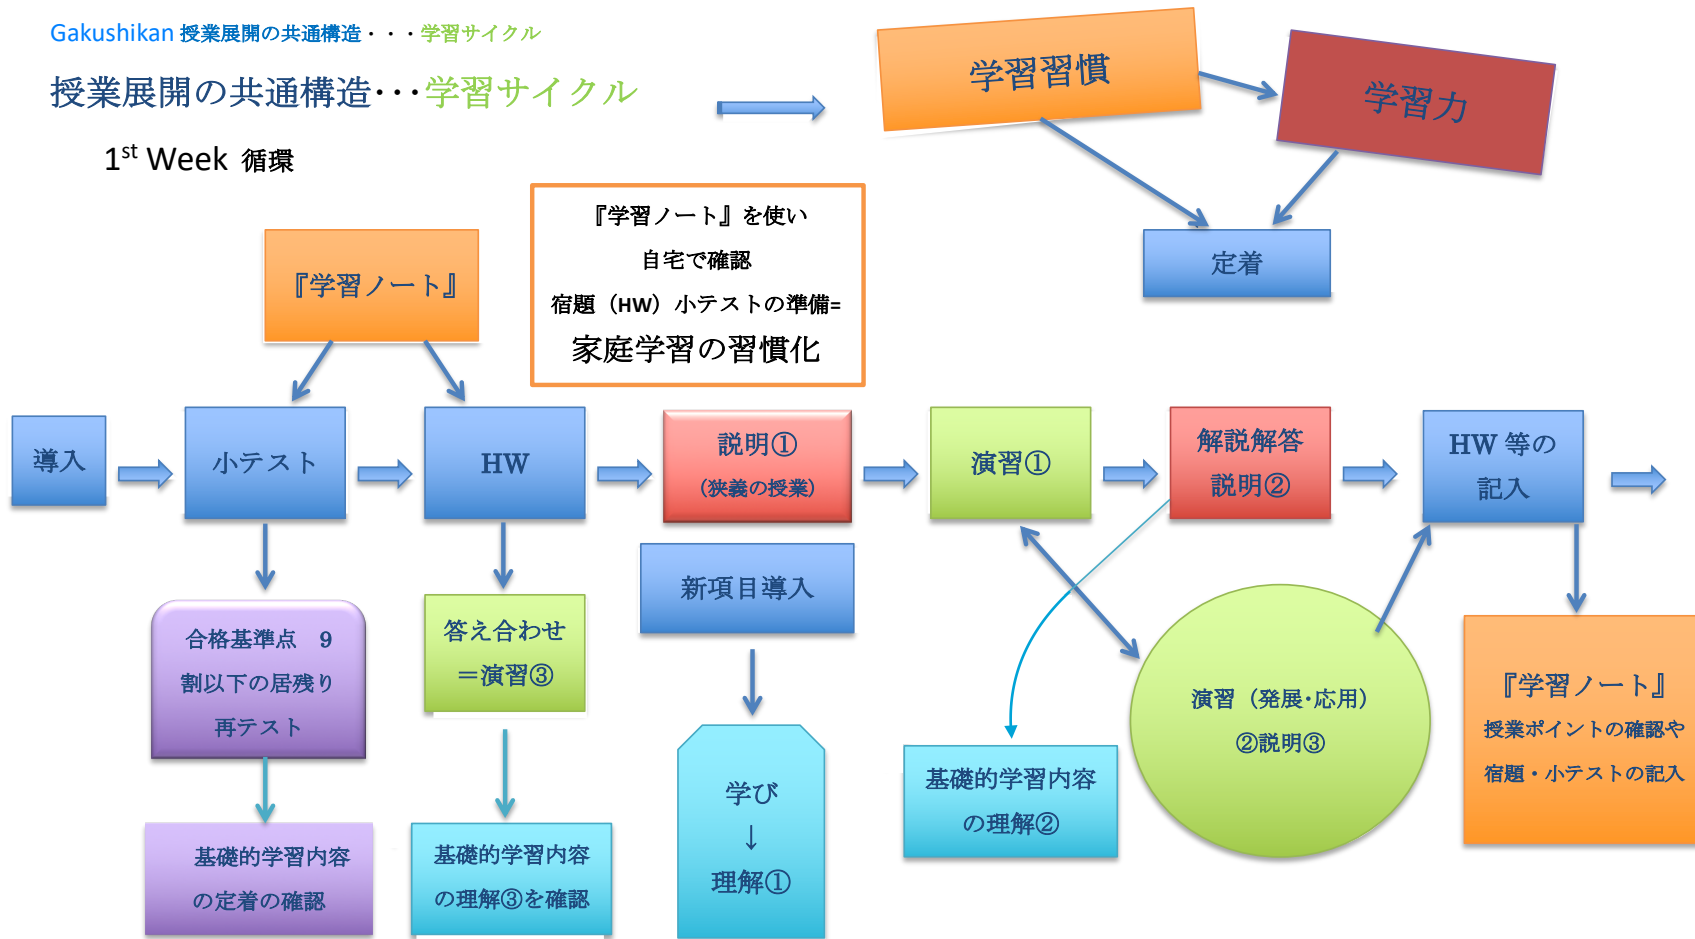 Gakushikan 授業展開の共通構造・・・学習サイクル
授業展開の共通構造・・・学習サイクル
1st Week 循環
学習習慣
学習力
定着
『学習ノート』を使い
自宅で確認
宿題（HW）小テストの準備=
家庭学習の習慣化
『学習ノート』
導入
小テスト
HW
説明①
（狭義の授業）
演習①
解説解答
説明②
HW 等の
記入
新項目導入
合格基準点　9
割以下の居残り
再テスト
答え合わせ
＝演習③
演習（発展・応用）
②説明③
『学習ノート』
授業ポイントの確認や
宿題・小テストの記入
基礎的学習内容
の定着の確認
基礎的学習内容
の理解③を確認
学び
↓
理解①
基礎的学習内容
の理解②